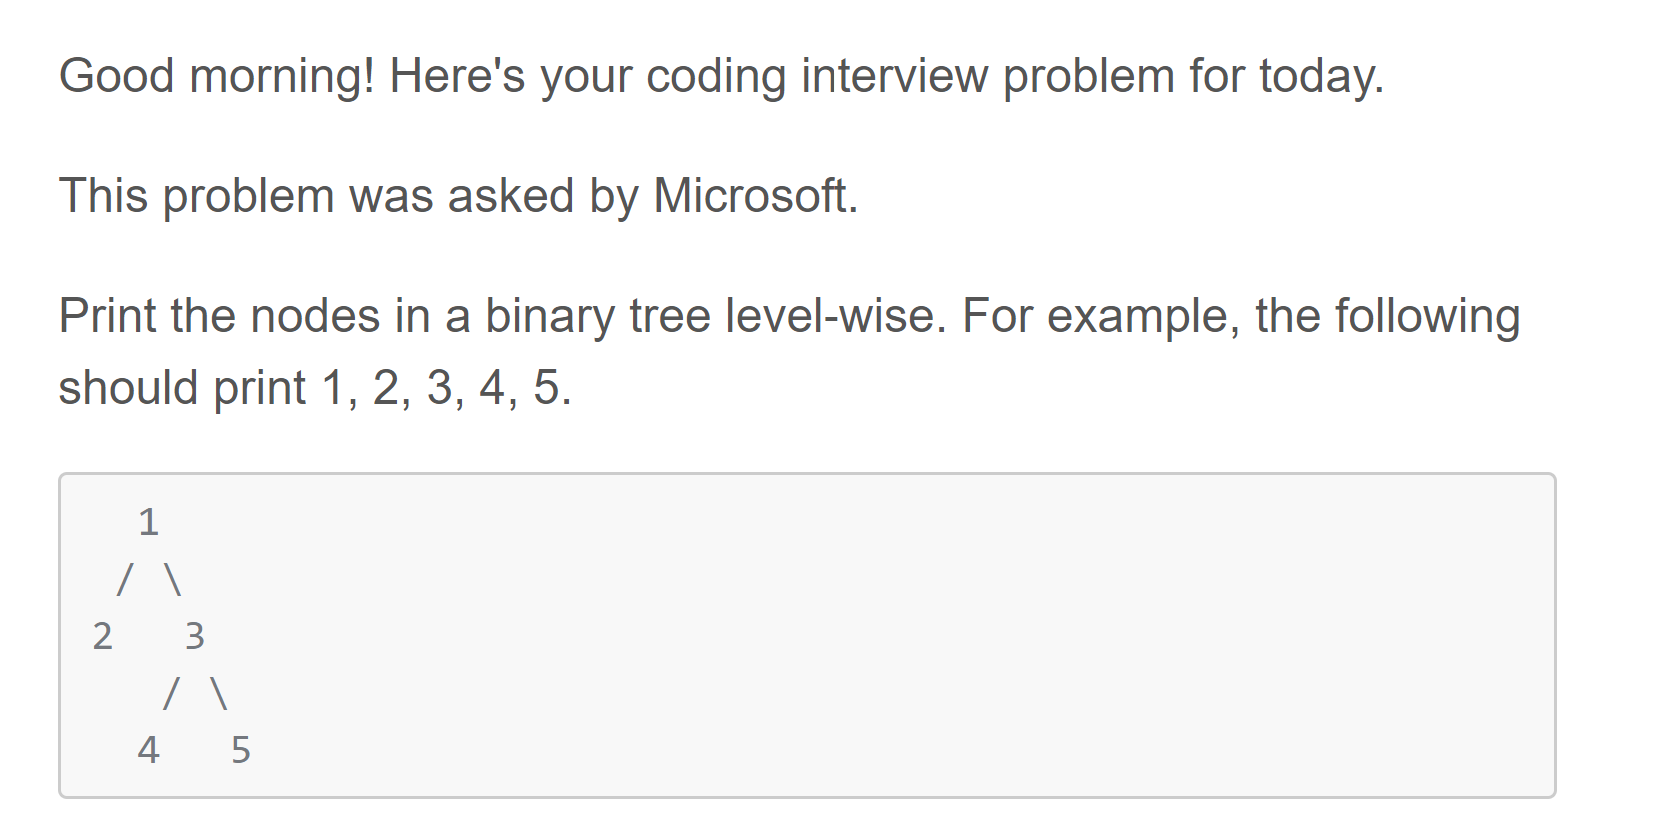 Good morning! Here's your coding interview problem for today.
This problem was asked by Microsoft.
Print the nodes in a binary tree level-wise. For example, the following
should print 1, 2, 3, 4, 5.
1
/ \
2 3
/ \
4 5